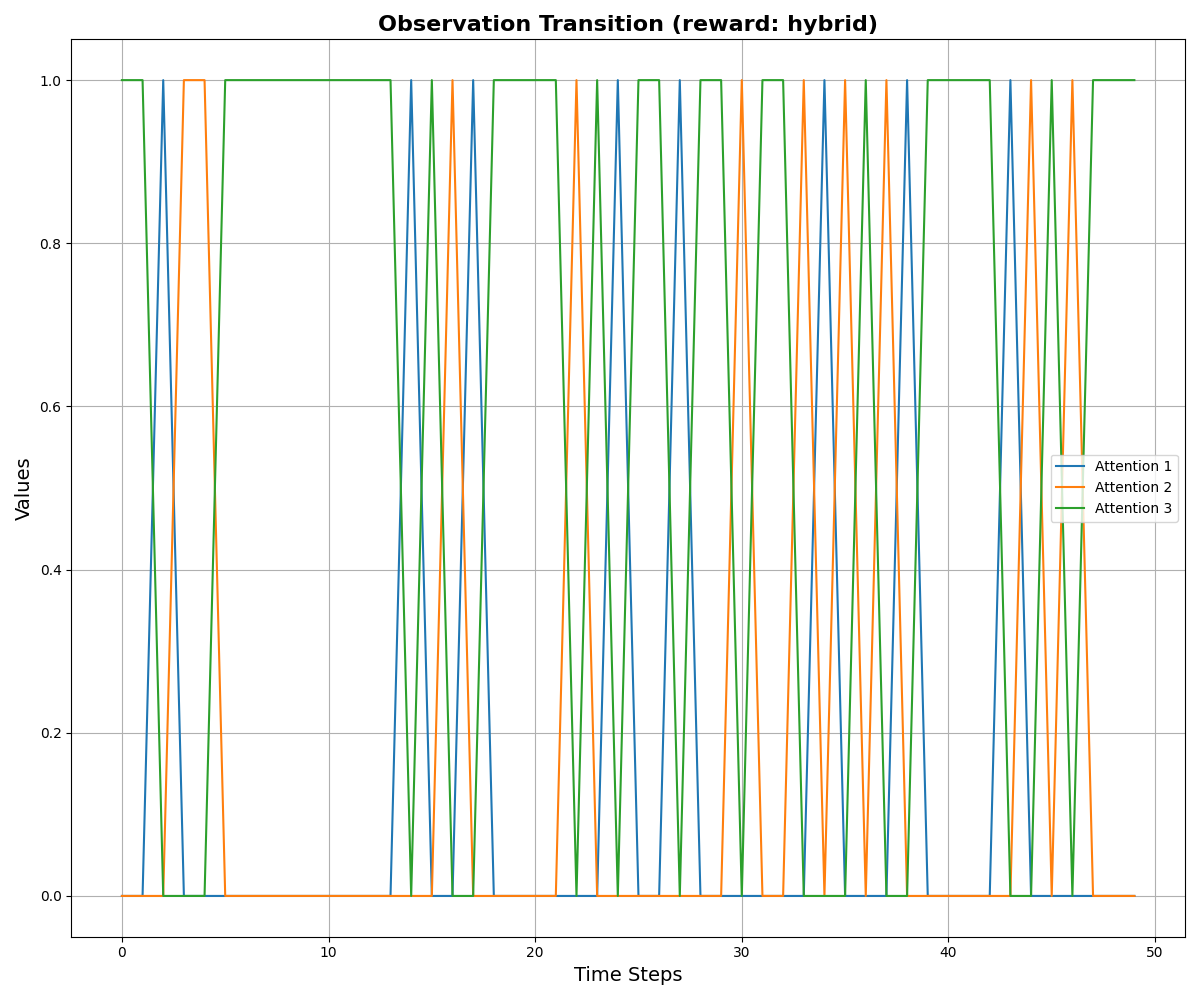 Observation Transition (reward: hybrid)
Values
1.0
0.8
0.6
0.4
0.2
0.0
Attention 1
Attention 2
Attention 3
0 10 20 30 40 50
Time Steps